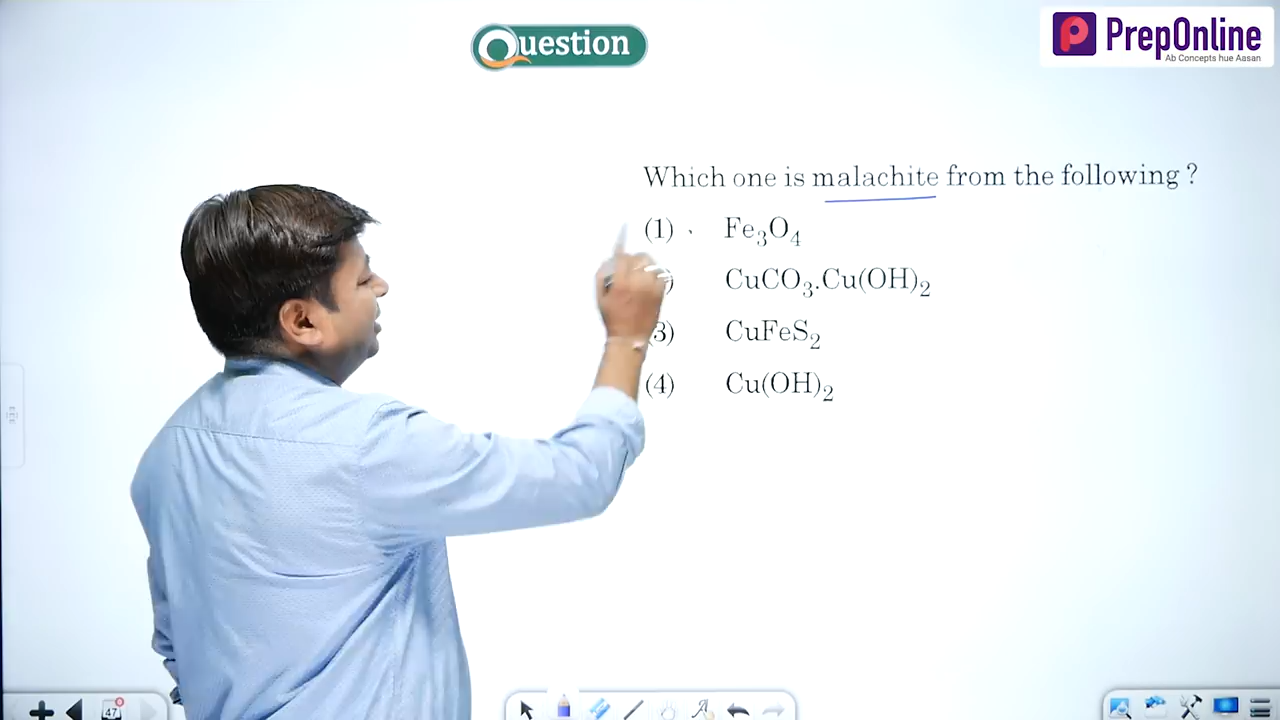 Question
PrepOnline
Ab Concepts hue Aasan
Which one is malachite from the following ?
(1) Fe₃O₄
) CuCO₃.Cu(OH)₂
(3) CuFeS₂
(4) Cu(OH)₂
47